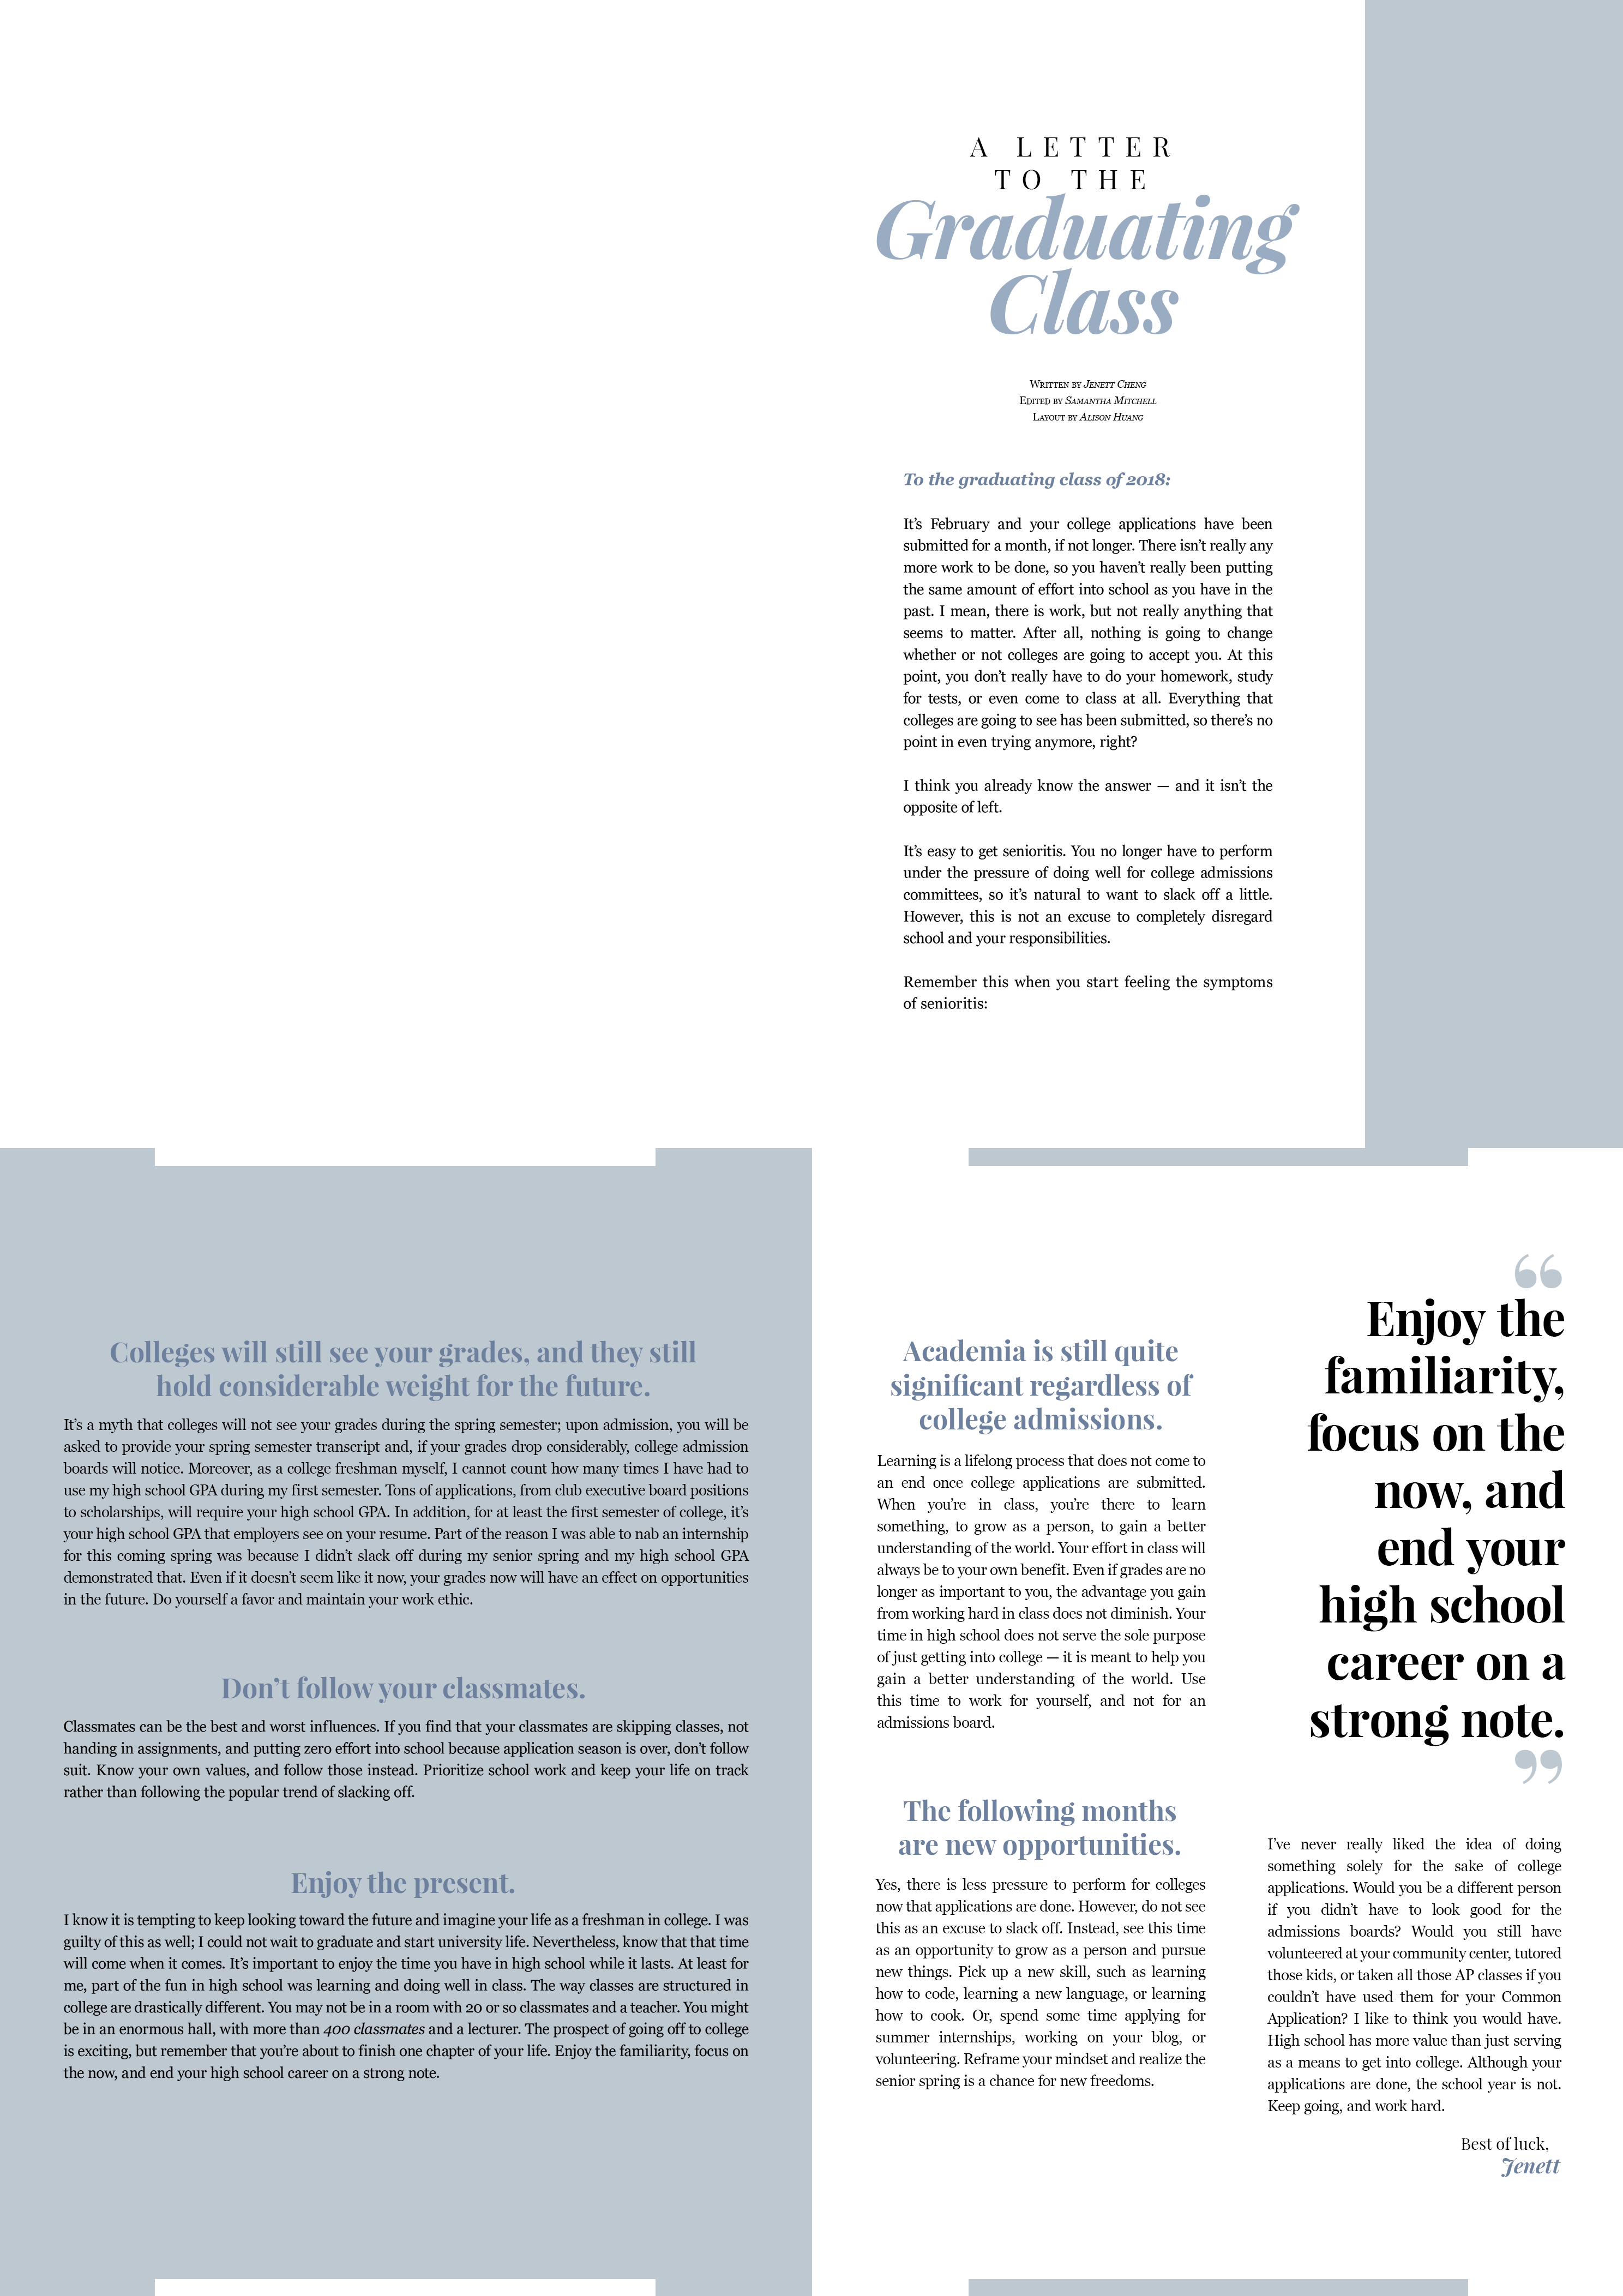 A LETTER
TO THE
Graduating
Class
Written by Jenett Cheng
Edited by Samantha Mitchell
Layout by Alison Huang
To the graduating class of 2018:
It’s February and your college applications have been
submitted for a month, if not longer. There isn’t really any
more work to be done, so you haven’t really been putting
the same amount of effort into school as you have in the
past. I mean, there is work, but not really anything that
seems to matter. After all, nothing is going to change
whether or not colleges are going to accept you. At this
point, you don’t really have to do your homework, study
for tests, or even come to class at all. Everything that
colleges are going to see has been submitted, so there’s no
point in even trying anymore, right?
I think you already know the answer — and it isn’t the
opposite of left.
It’s easy to get senioritis. You no longer have to perform
under the pressure of doing well for college admissions
committees, so it’s natural to want to slack off a little.
However, this is not an excuse to completely disregard
school and your responsibilities.
Remember this when you start feeling the symptoms
of senioritis:
Colleges will still see your grades, and they still
hold considerable weight for the future.
It’s a myth that colleges will not see your grades during the spring semester; upon admission, you will be
asked to provide your spring semester transcript and, if your grades drop considerably, college admission
boards will notice. Moreover, as a college freshman myself, I cannot count how many times I have had to
use my high school GPA during my first semester. Tons of applications, from club executive board positions
to scholarships, will require your high school GPA. In addition, for at least the first semester of college, it’s
your high school GPA that employers see on your resume. Part of the reason I was able to nab an internship
for this coming spring was because I didn’t slack off during my senior spring and my high school GPA
demonstrated that. Even if it doesn’t seem like it now, your grades now will have an effect on opportunities
in the future. Do yourself a favor and maintain your work ethic.
Don’t follow your classmates.
Classmates can be the best and worst influences. If you find that your classmates are skipping classes, not
handing in assignments, and putting zero effort into school because application season is over, don’t follow
suit. Know your own values, and follow those instead. Prioritize school work and keep your life on track
rather than following the popular trend of slacking off.
Enjoy the present.
I know it is tempting to keep looking toward the future and imagine your life as a freshman in college. I was
guilty of this as well; I could not wait to graduate and start university life. Nevertheless, know that that time
will come when it comes. It’s important to enjoy the time you have in high school while it lasts. At least for
me, part of the fun in high school was learning and doing well in class. The way classes are structured in
college are drastically different. You may not be in a room with 20 or so classmates and a teacher. You might
be in an enormous hall, with more than 400 classmates and a lecturer. The prospect of going off to college
is exciting, but remember that you’re about to finish one chapter of your life. Enjoy the familiarity, focus on
the now, and end your high school career on a strong note.
Academia is still quite
significant regardless of
college admissions.
Learning is a lifelong process that does not come to
an end once college applications are submitted.
When you’re in class, you’re there to learn
something, to grow as a person, to gain a better
understanding of the world. Your effort in class will
always be to your own benefit. Even if grades are no
longer as important to you, the advantage you gain
from working hard in class does not diminish. Your
time in high school does not serve the sole purpose
of just getting into college — it is meant to help you
gain a better understanding of the world. Use
this time to work for yourself, and not for an
admissions board.
The following months
are new opportunities.
Yes, there is less pressure to perform for colleges
now that applications are done. However, do not see
this as an excuse to slack off. Instead, see this time
as an opportunity to grow as a person and pursue
new things. Pick up a new skill, such as learning
how to code, learning a new language, or learning
how to cook. Or, spend some time applying for
summer internships, working on your blog, or
volunteering. Reframe your mindset and realize the
senior spring is a chance for new freedoms.
“
Enjoy the
familiarity,
focus on the
now, and
end your
high school
career on a
strong note.
”
I’ve never really liked the idea of doing
something solely for the sake of college
applications. Would you be a different person
if you didn’t have to look good for the
admissions boards? Would you still have
volunteered at your community center, tutored
those kids, or taken all those AP classes if you
couldn’t have used them for your Common
Application? I like to think you would have.
High school has more value than just serving
as a means to get into college. Although your
applications are done, the school year is not.
Keep going, and work hard.
Best of luck,
Jenett